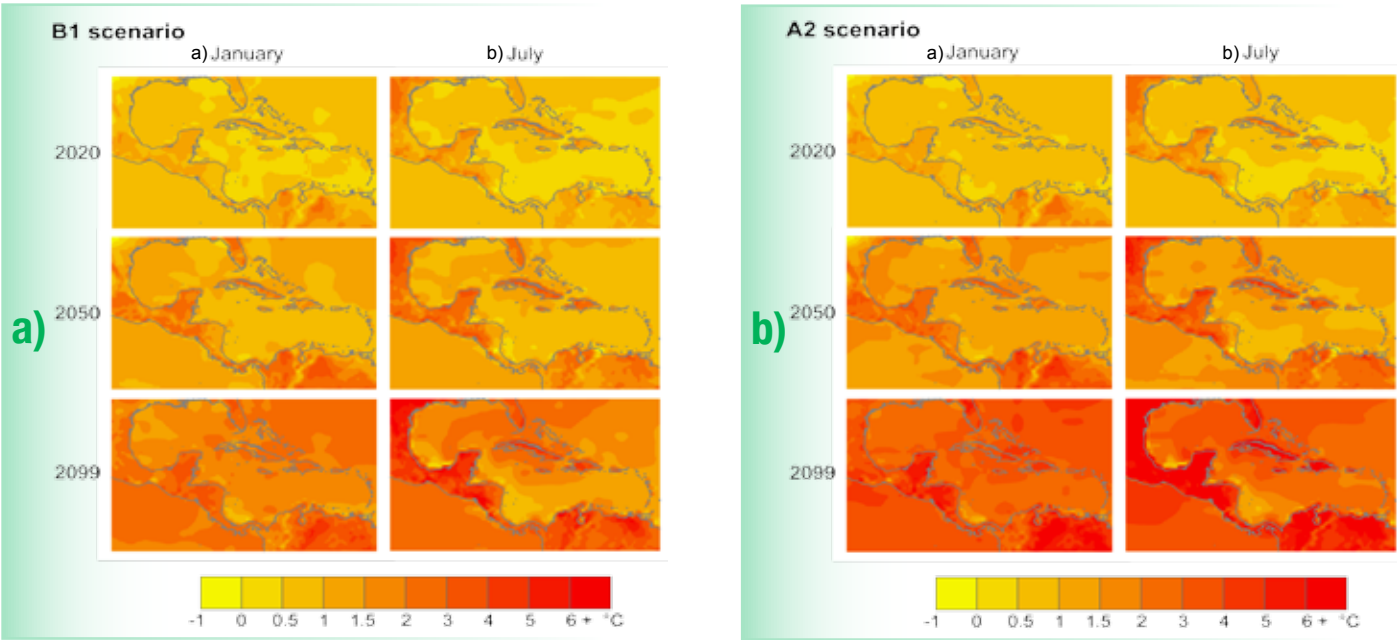 B1 scenario
a) January
b) July
2020
2050
2099
a)
-1 0 0.5 1 1.5 2 3 4 5 6 + °C
A2 scenario
a) January
b) July
2020
2050
2099
b)
-1 0 0.5 1 1.5 2 3 4 5 6 + °C